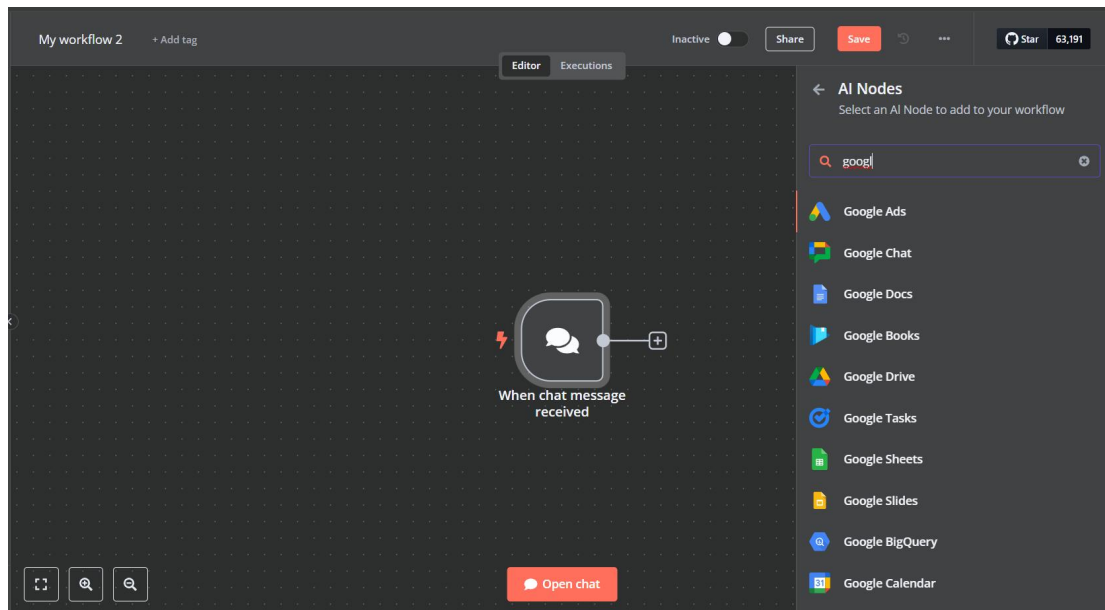 My workflow 2
+ Add tag
Inactive
Share
Save
Star 63,191
Editor Executions
AI Nodes
Select an AI Node to add to your workflow
googl
Google Ads
Google Chat
Google Docs
Google Books
Google Drive
Google Tasks
Google Sheets
Google Slides
Google BigQuery
31
Google Calendar
When chat message
received
Open chat